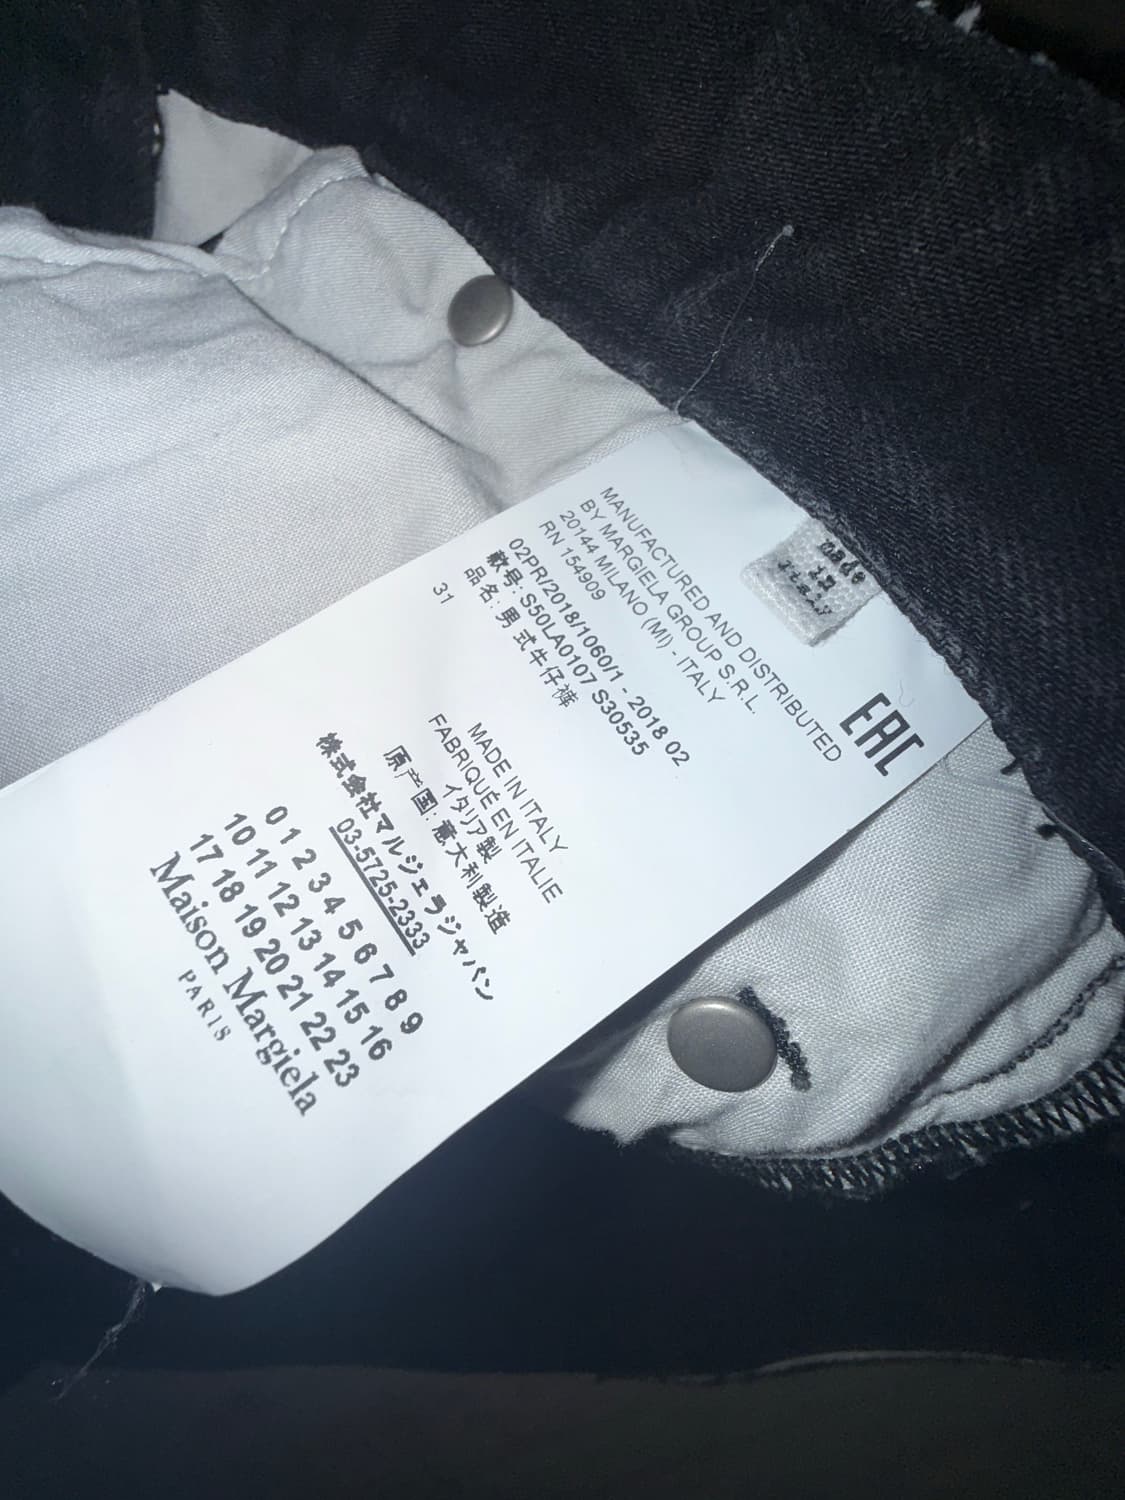 MANUFACTURED AND DISTRIBUTED
BY MARGIELA GROUP S.R.L.
20144 MILANO (MI) - ITALY
RN 154909
EAC
made
in
italy
02PR/2018/1060/1 - 2018 02
款号: S50LA0107 S30535
品名: 男式牛仔裤
31
MADE IN ITALY
FABRIQUÉ EN ITALIE
イタリア製
原产国: 意大利製造
株式会社マルジェラジャパン
03-5725-2333
0 1 2 3 4 5 6 7 8 9
10 11 12 13 14 15 16
17 18 19 20 21 22 23
Maison Margiela
PARIS